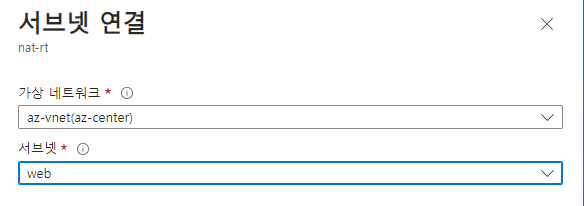 서브넷 연결
nat-rt
가상 네트워크 *
az-vnet(az-center)
서브넷 *
web